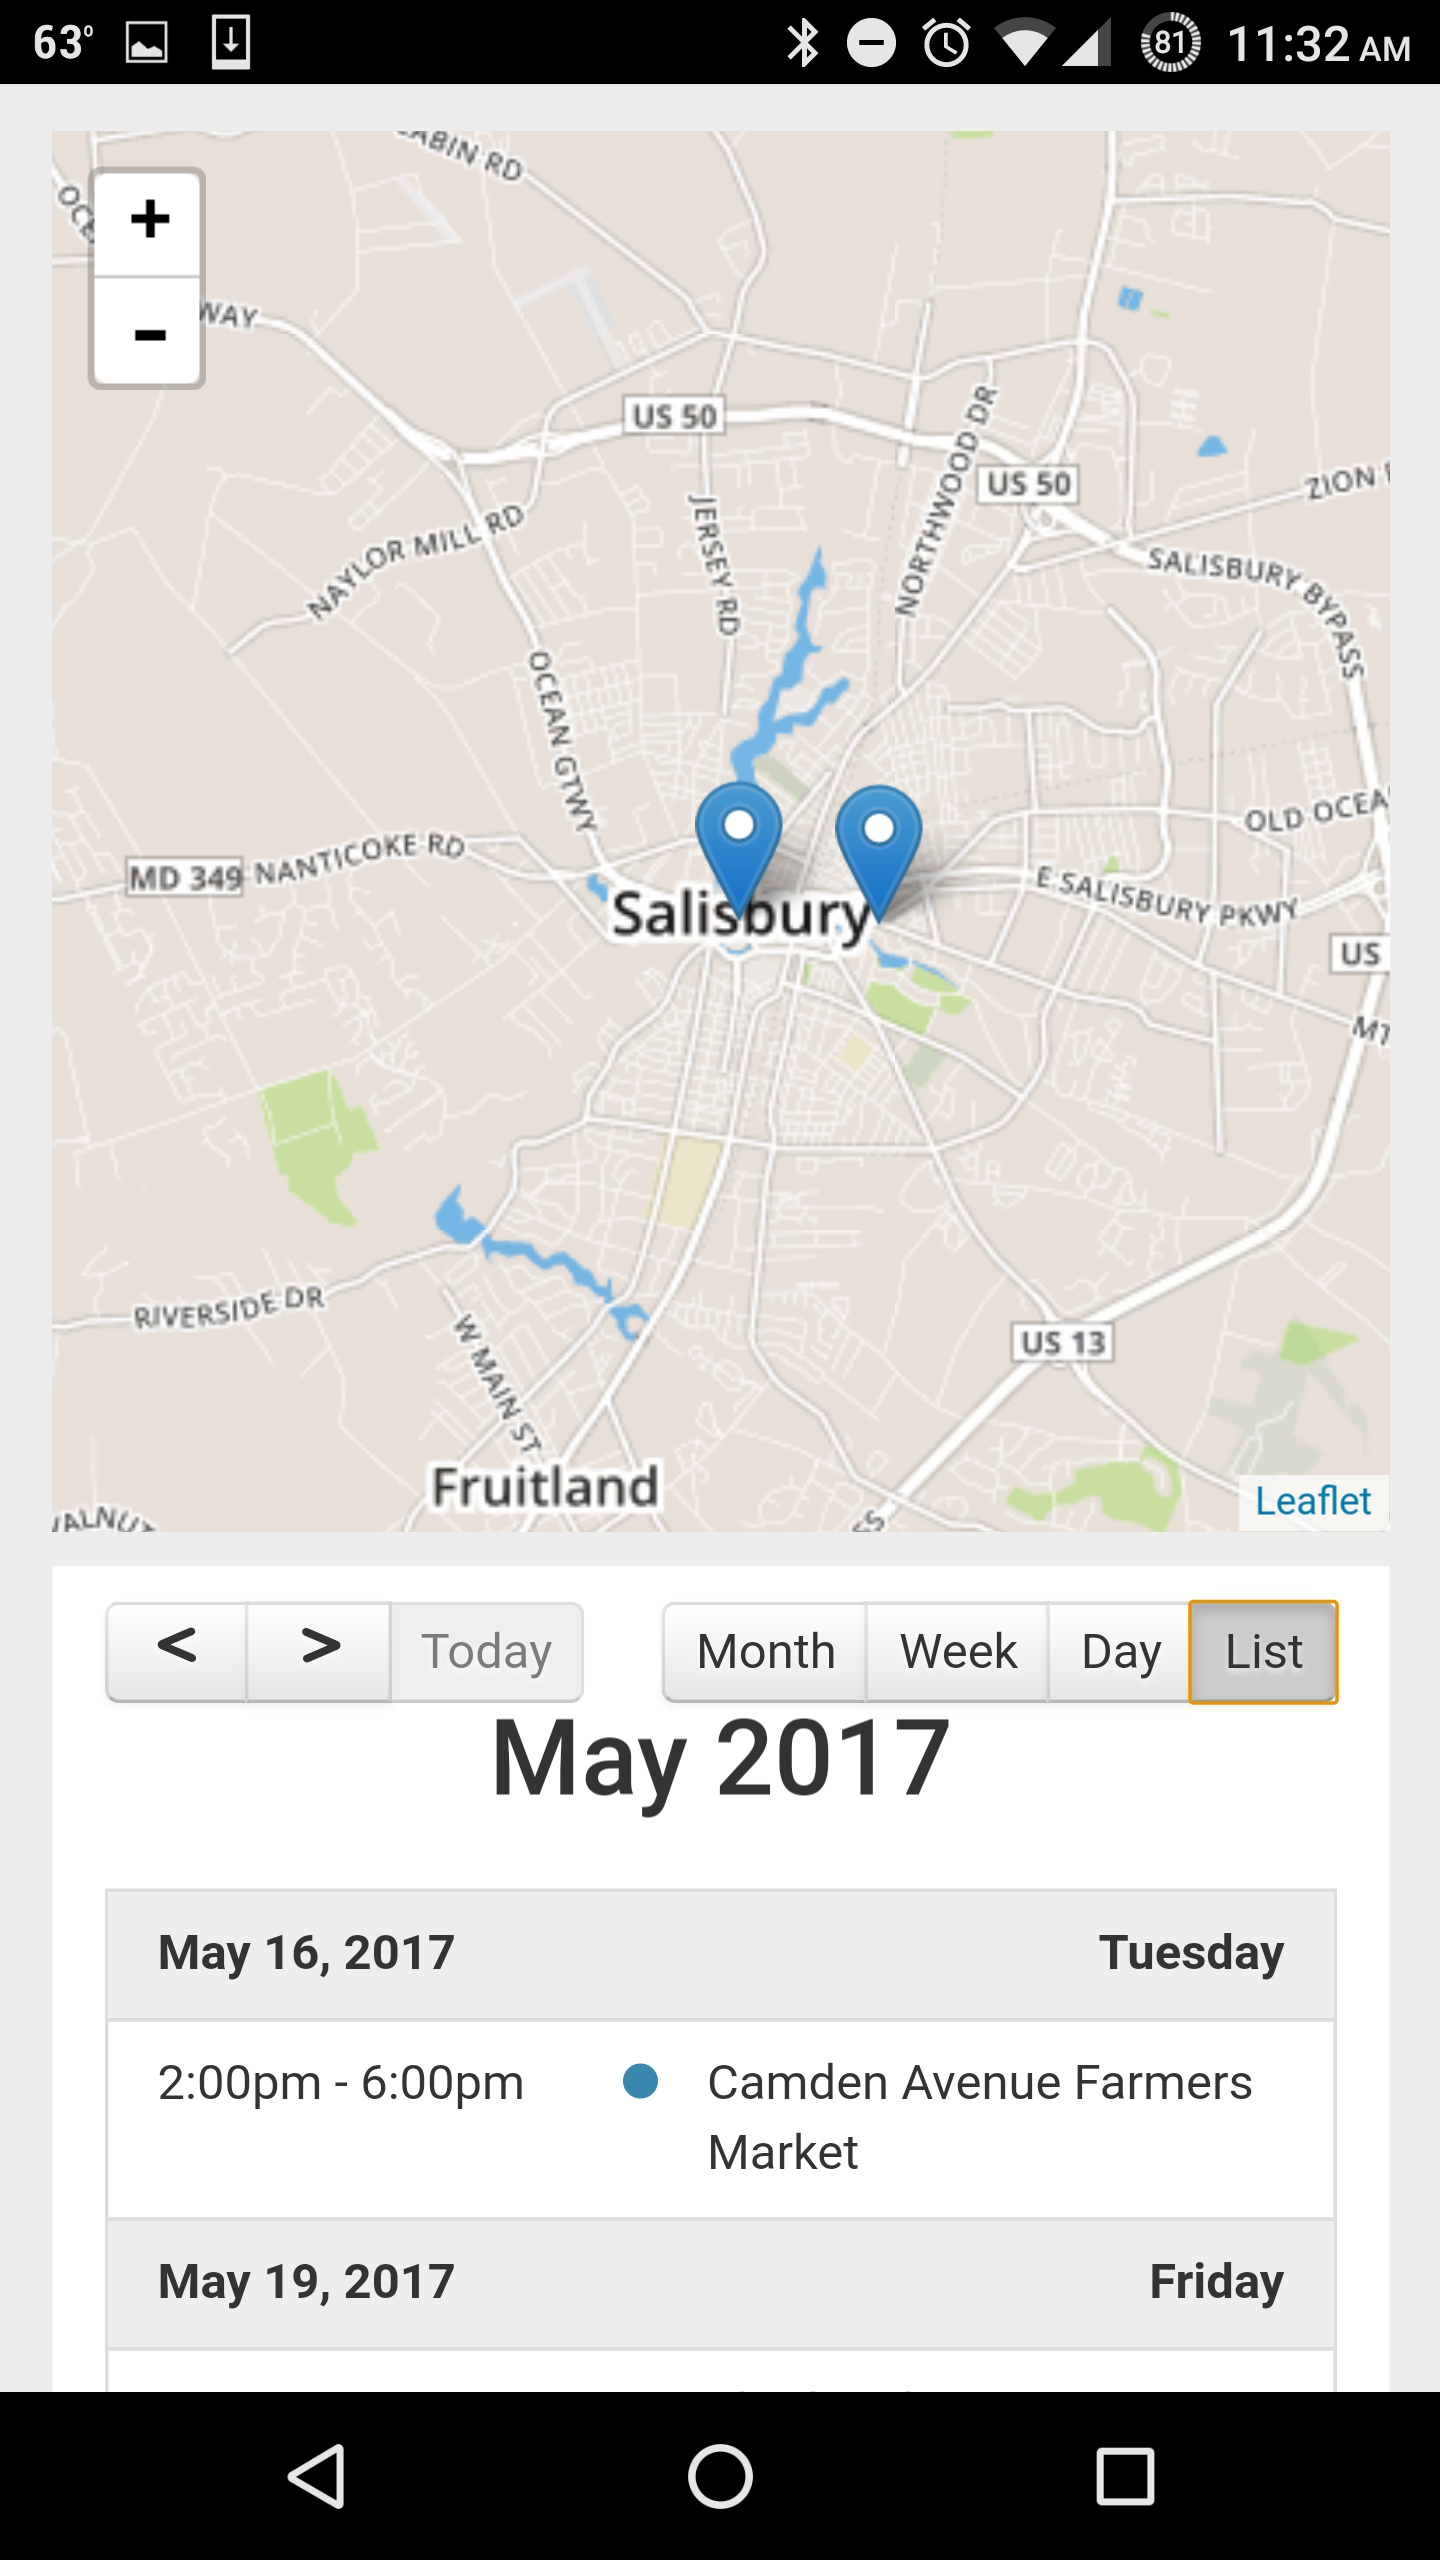 63°
81 11:32 AM
CABIN RD
+
-
WAY
US 50
NORTHWOOD DR
US 50
ZION
NAYLOR MILL RD
JERSEY RD
SALISBURY BYPASS
OCEAN GTWY
OLD OCEA
MD 349 NANTICOKE RD
E SALISBURY PKWY
Salisbury
US
MT
RIVERSIDE DR
W MAIN ST
US 13
Fruitland
Leaflet
< > Today Month Week Day List
May 2017
May 16, 2017 Tuesday
2:00pm - 6:00pm Camden Avenue Farmers
Market
May 19, 2017 Friday